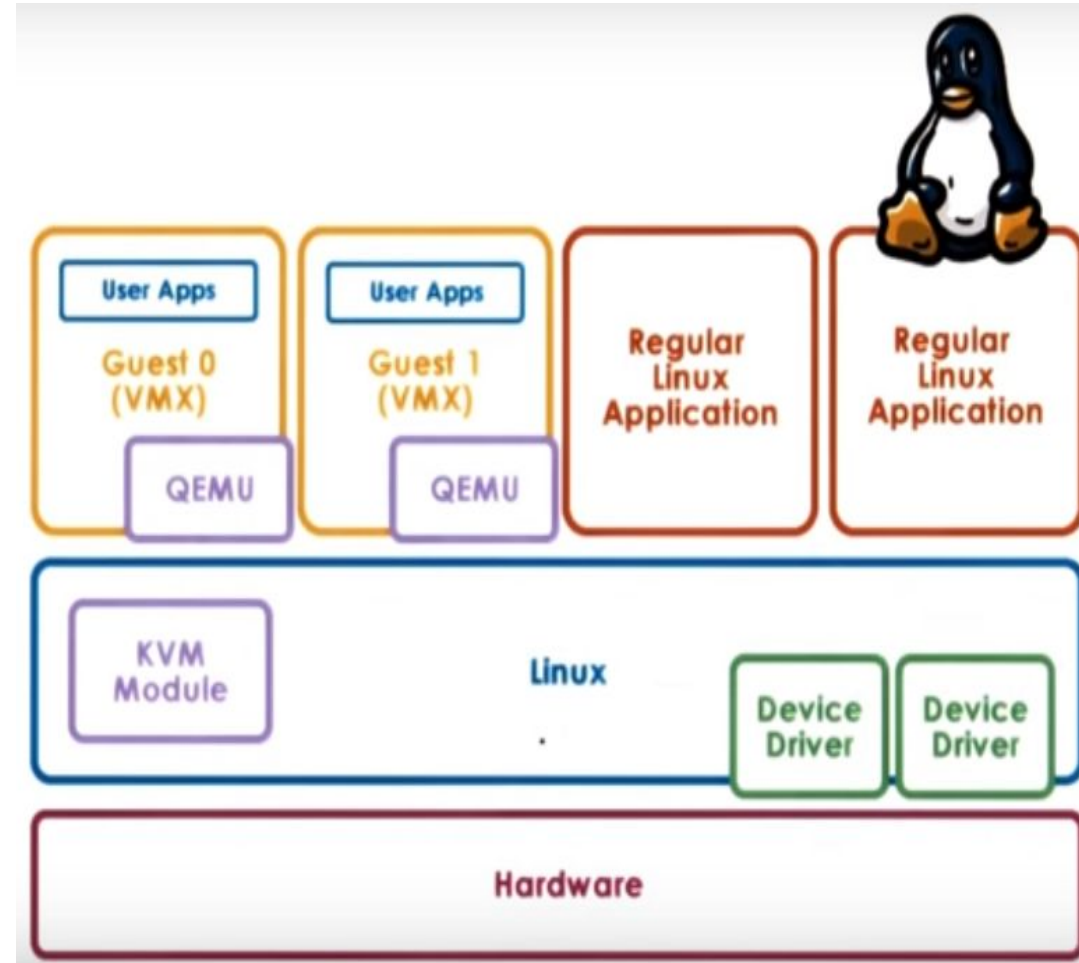 User Apps
Guest 0
(VMX)
QEMU
User Apps
Guest 1
(VMX)
QEMU
Regular
Linux
Application
Regular
Linux
Application
KVM
Module
Linux
Device
Driver
Device
Driver
Hardware